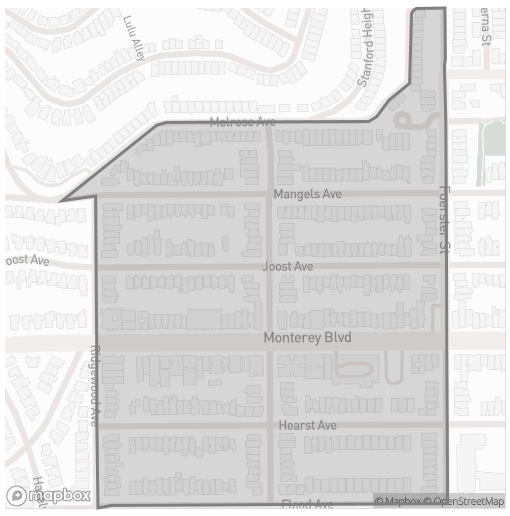 Lulu Alley
Stanford Heigh
erna St
Melrose Ave
Mangels Ave
Foerster St
oost Ave
Joost Ave
Monterey Blvd
Ridgewood Ave
Hearst Ave
Hazel
Flood Ave
mapbox
© Mapbox © OpenStreetMap